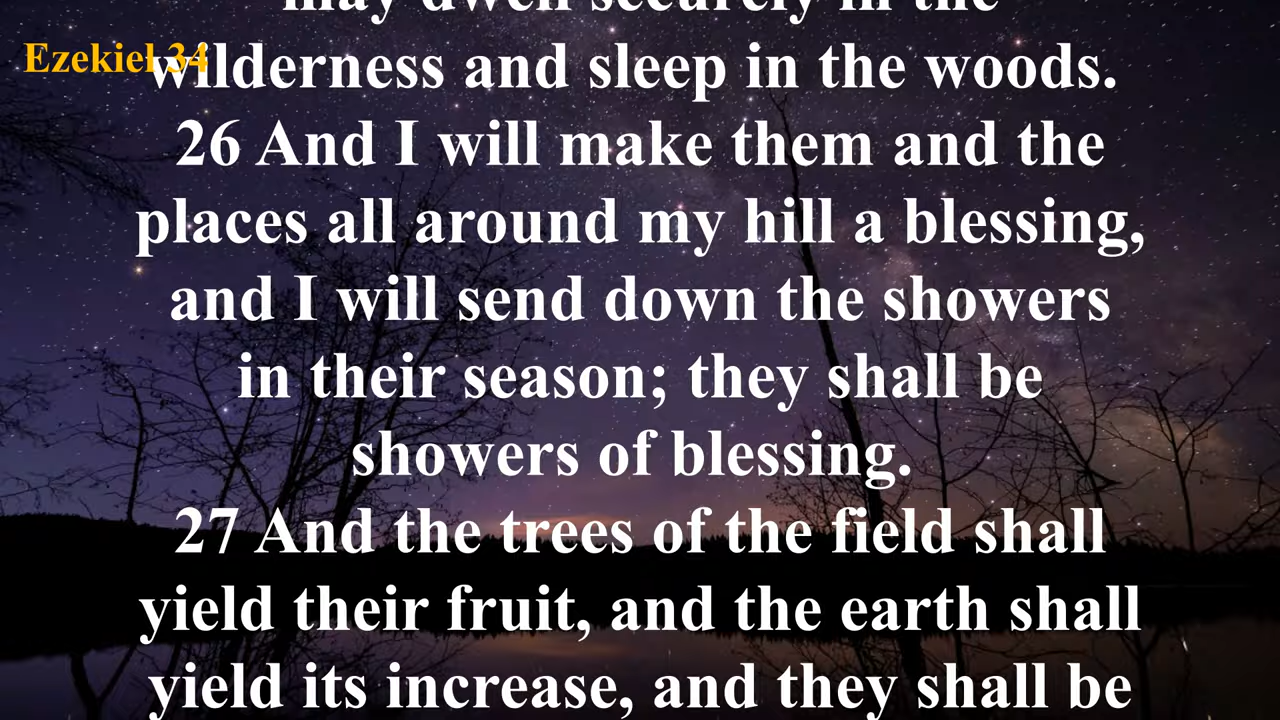 may dwell securely in the
Ezekiel 34
wilderness and sleep in the woods.
26 And I will make them and the
places all around my hill a blessing,
and I will send down the showers
in their season; they shall be
showers of blessing.
27 And the trees of the field shall
yield their fruit, and the earth shall
yield its increase, and they shall be